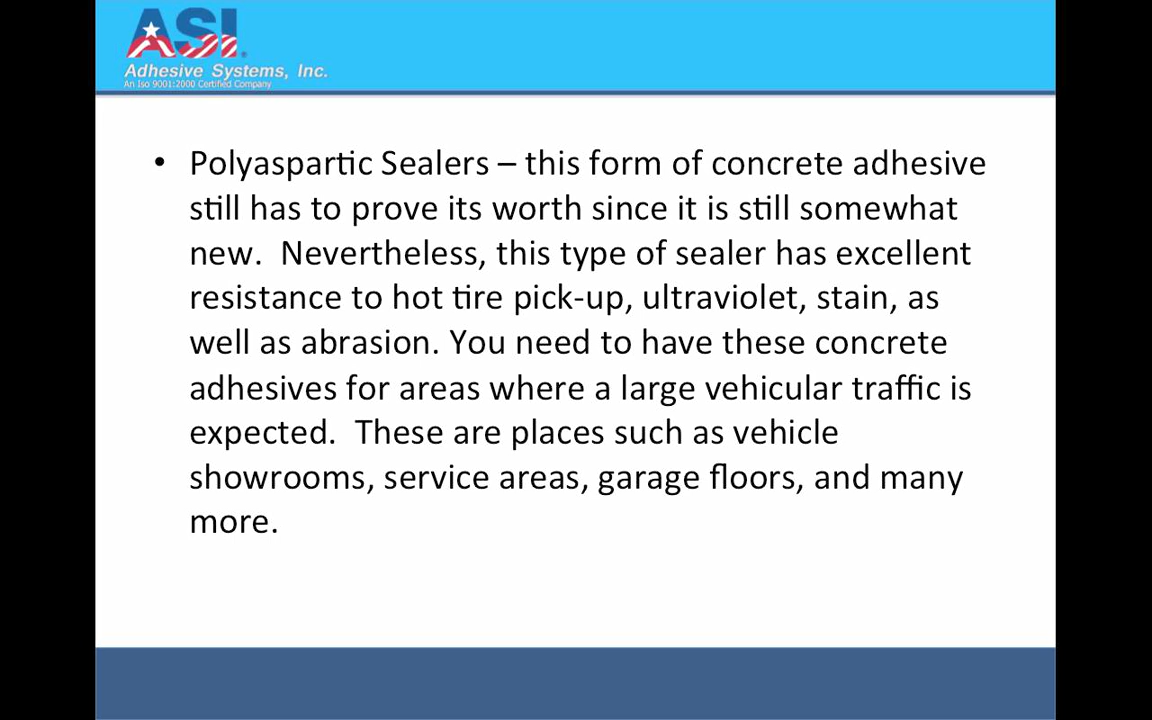 ASI
Adhesive Systems, Inc.
An Iso 9001:2000 Certified Company
• Polyaspartic Sealers – this form of concrete adhesive
still has to prove its worth since it is still somewhat
new.  Nevertheless, this type of sealer has excellent
resistance to hot tire pick-up, ultraviolet, stain, as
well as abrasion. You need to have these concrete
adhesives for areas where a large vehicular traffic is
expected.  These are places such as vehicle
showrooms, service areas, garage floors, and many
more.